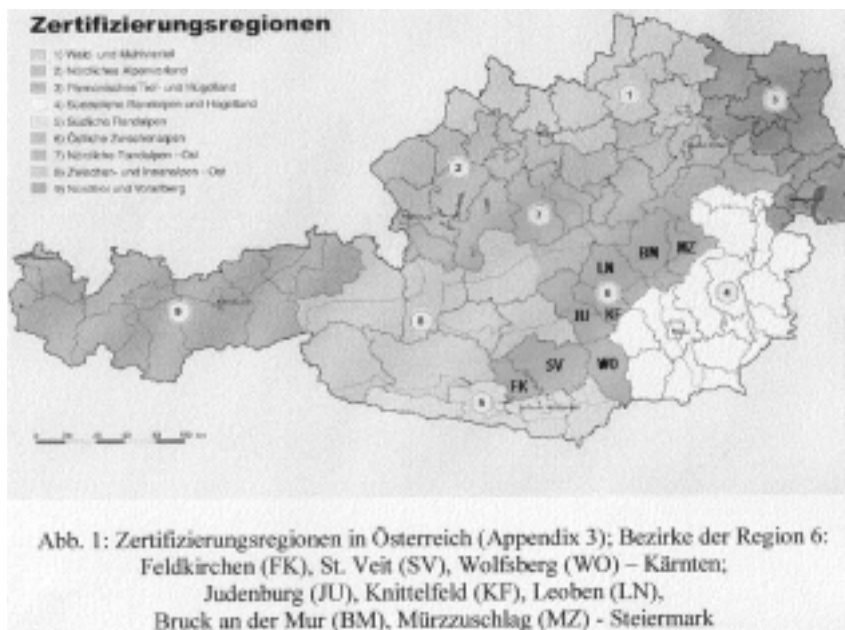 Zertifizierungsregionen
1) Wald- und Mühlviertel
2) Nördliches Alpenvorland
3) Pannonisches Tief- und Hügelland
4) Südöstliche Randalpen und Hügelland
5) Südliche Randalpen
6) Östliche Zwischenalpen
7) Nördliche Randalpen - Ost
8) Zwischen- und Innenalpen - Ost
9) Nordtirol und Vorarlberg
1
3
2
7
BM
MZ
LN
6
4
9
8
JU
KF
SV
WO
FK
5
Abb. 1: Zertifizierungsregionen in Österreich (Appendix 3); Bezirke der Region 6:
Feldkirchen (FK), St. Veit (SV), Wolfsberg (WO) – Kärnten;
Judenburg (JU), Knittelfeld (KF), Leoben (LN),
Bruck an der Mur (BM), Mürzzuschlag (MZ) - Steiermark